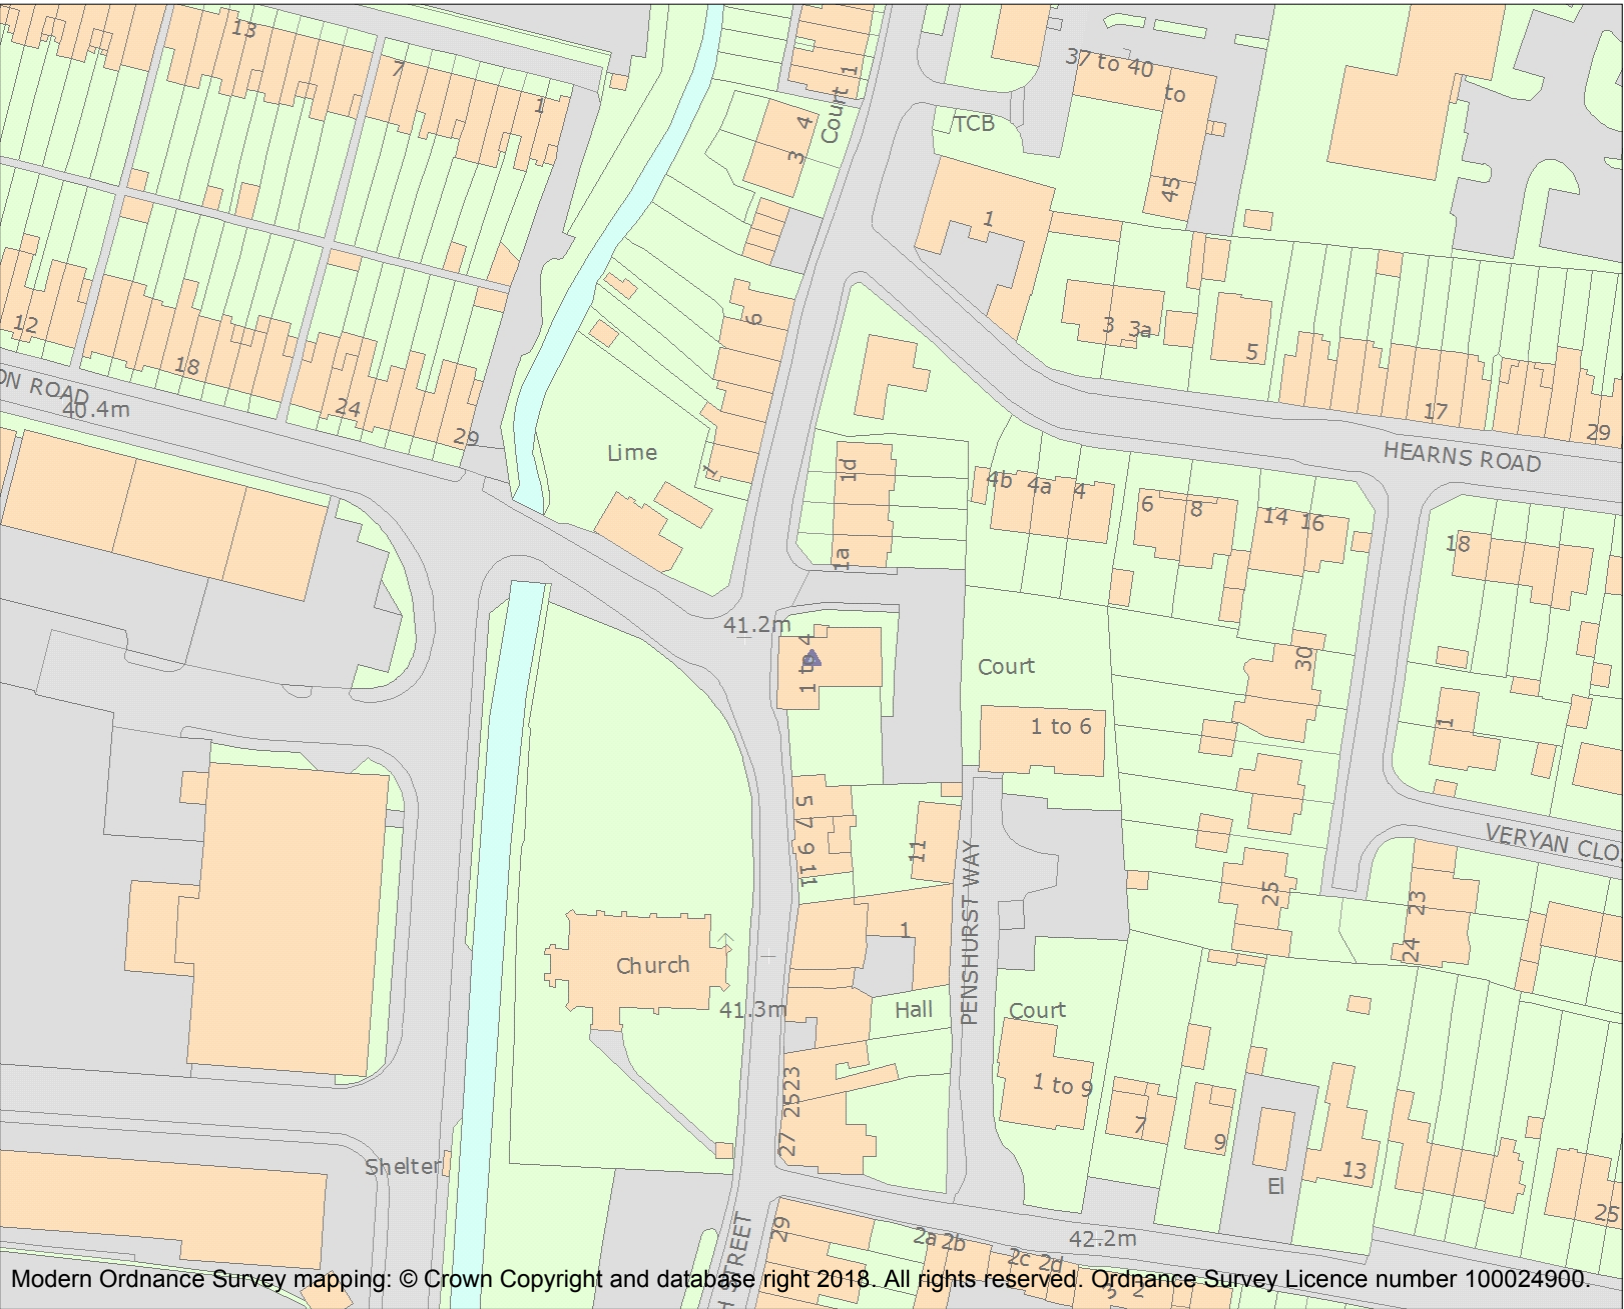 13
7
1
Court 1
4
3
37 to 40
to
TCB
45
1
12
18
24
29
ON ROAD
40.4m
6
3 3a
5
17
29
HEARNS ROAD
Lime
1
1d
1a
4b 4a 4
6 8
14 16
18
41.2m
1 to 4
Court
1 to 6
30
1
VERYAN CLO
5 7 9 11
11
PENSHURST WAY
25
23
24
Church
1
41.3m
Hall
Court
1 to 9
2523
27
7
9
13
El
25
Shelter
29
H STREET
2a 2b
2c 2d
42.2m
Modern Ordnance Survey mapping: © Crown Copyright and database right 2018. All rights reserved. Ordnance Survey Licence number 100024900.